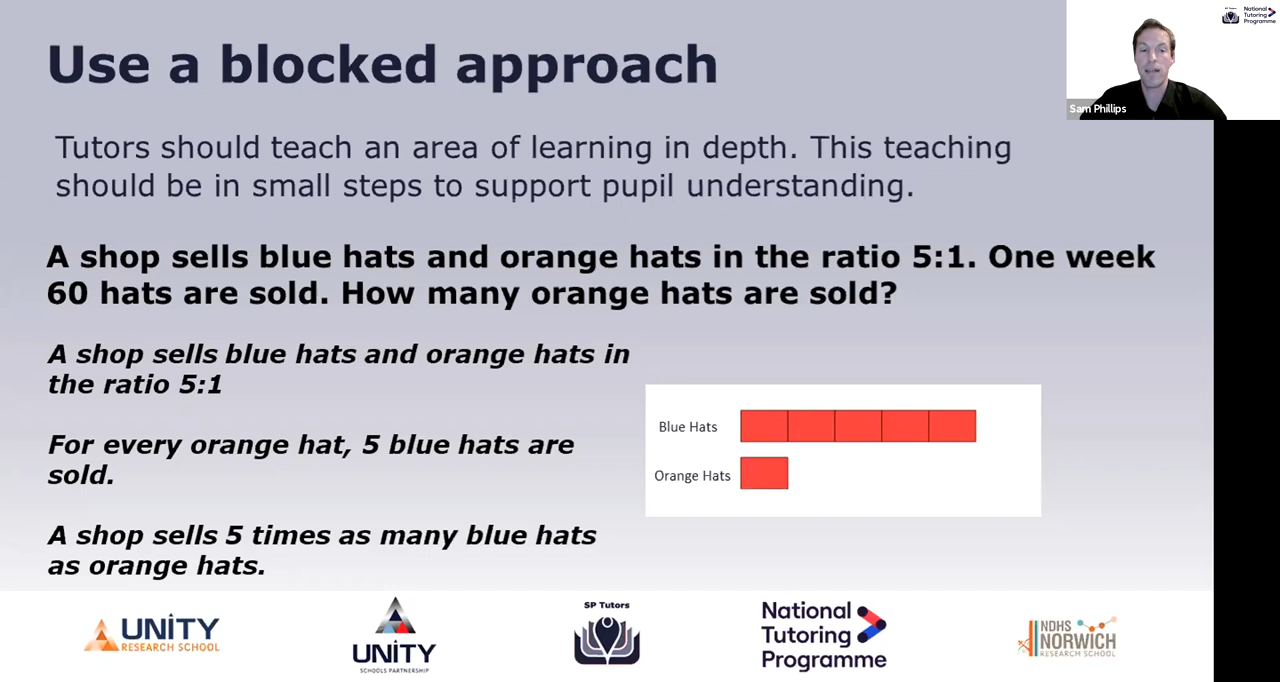 Use a blocked approach
National
Tutoring
Programme
Sam Phillips
Tutors should teach an area of learning in depth. This teaching
should be in small steps to support pupil understanding.
A shop sells blue hats and orange hats in the ratio 5:1. One week
60 hats are sold. How many orange hats are sold?
A shop sells blue hats and orange hats in
the ratio 5:1
For every orange hat, 5 blue hats are
sold.
A shop sells 5 times as many blue hats
as orange hats.
Blue Hats
Orange Hats
UNITY
RESEARCH SCHOOL
UNITY
SCHOOLS PARTNERSHIP
SP Tutors
National
Tutoring
Programme
NDHS
NORWICH
RESEARCH SCHOOL